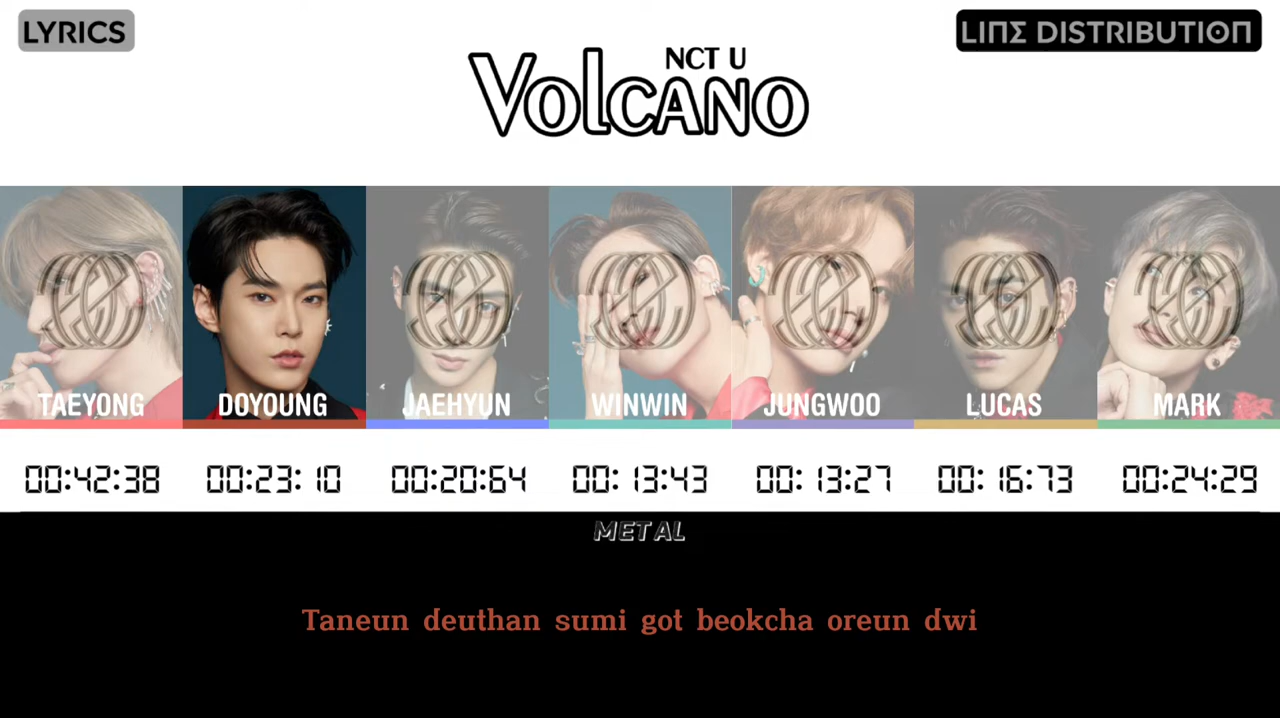 LYRICS
LIΠΣ DISTRIBUTIΘΠ
NCT U
VOLCANO
TAEYONG DOYOUNG JAEHYUN WINWIN JUNGWOO LUCAS MARK
00:42:38 00:23:10 00:20:64 00:13:43 00:13:27 00:16:73 00:24:29
METAL
Taneun deuthan sumi got beokcha oreun dwi